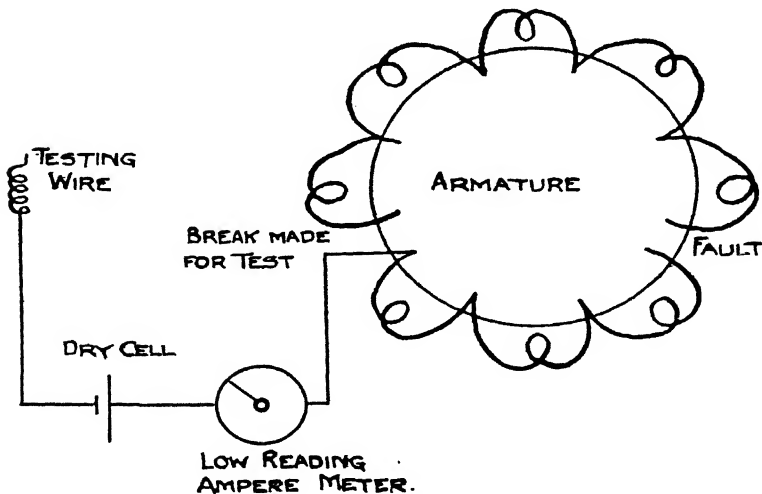 TESTING
WIRE
ARMATURE
BREAK MADE
FOR TEST
FAULT
DRY CELL
LOW READING
AMPERE METER.